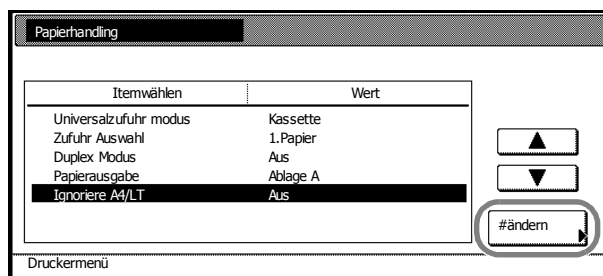 Papierhandling
Itemwählen Wert
Universalzufuhr modus Kassette
Zufuhr Auswahl 1.Papier
Duplex Modus Aus
Papierausgabe Ablage A
Ignoriere A4/LT Aus
#ändern
Druckermenü